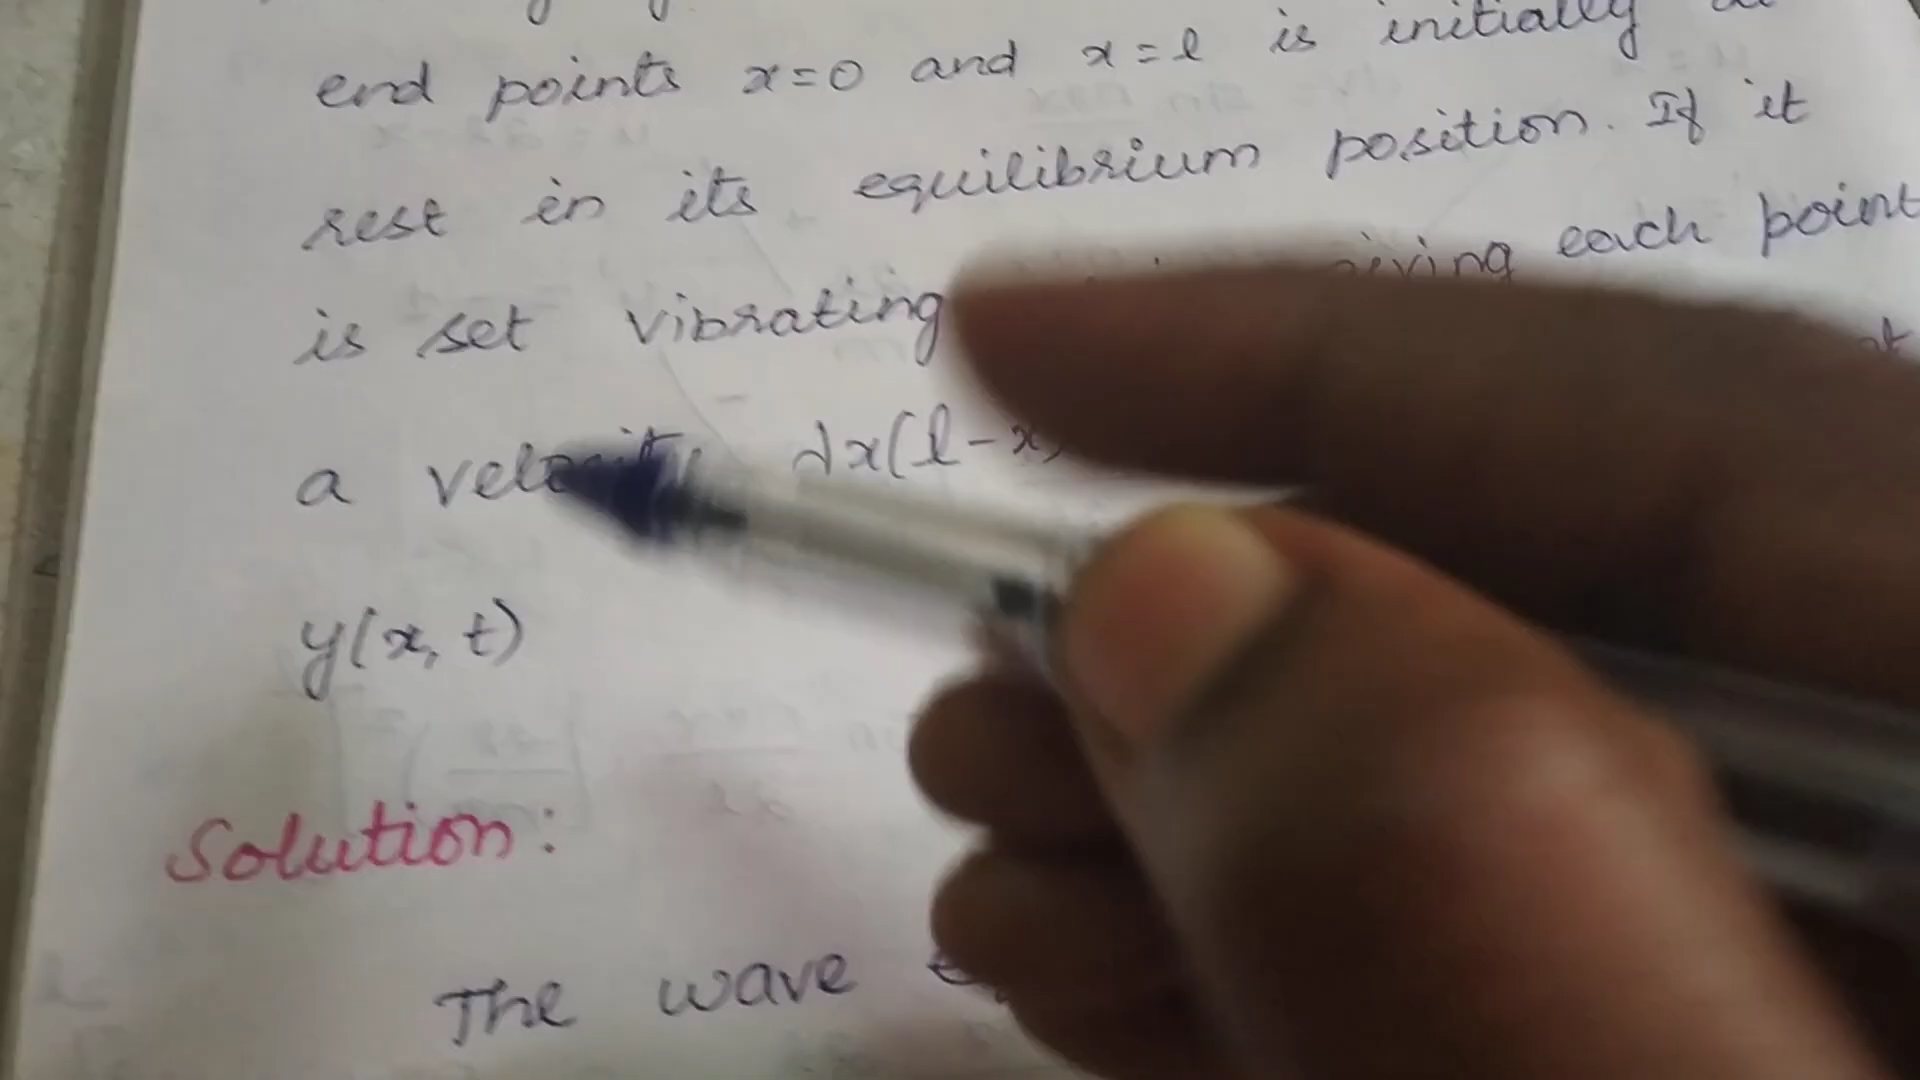 end points x=0 and x=l is initially
rest in its equilibrium position. If it
is set vibrating giving each point
a velocity λx(l-x)
y(x, t)
Solution:
The wave